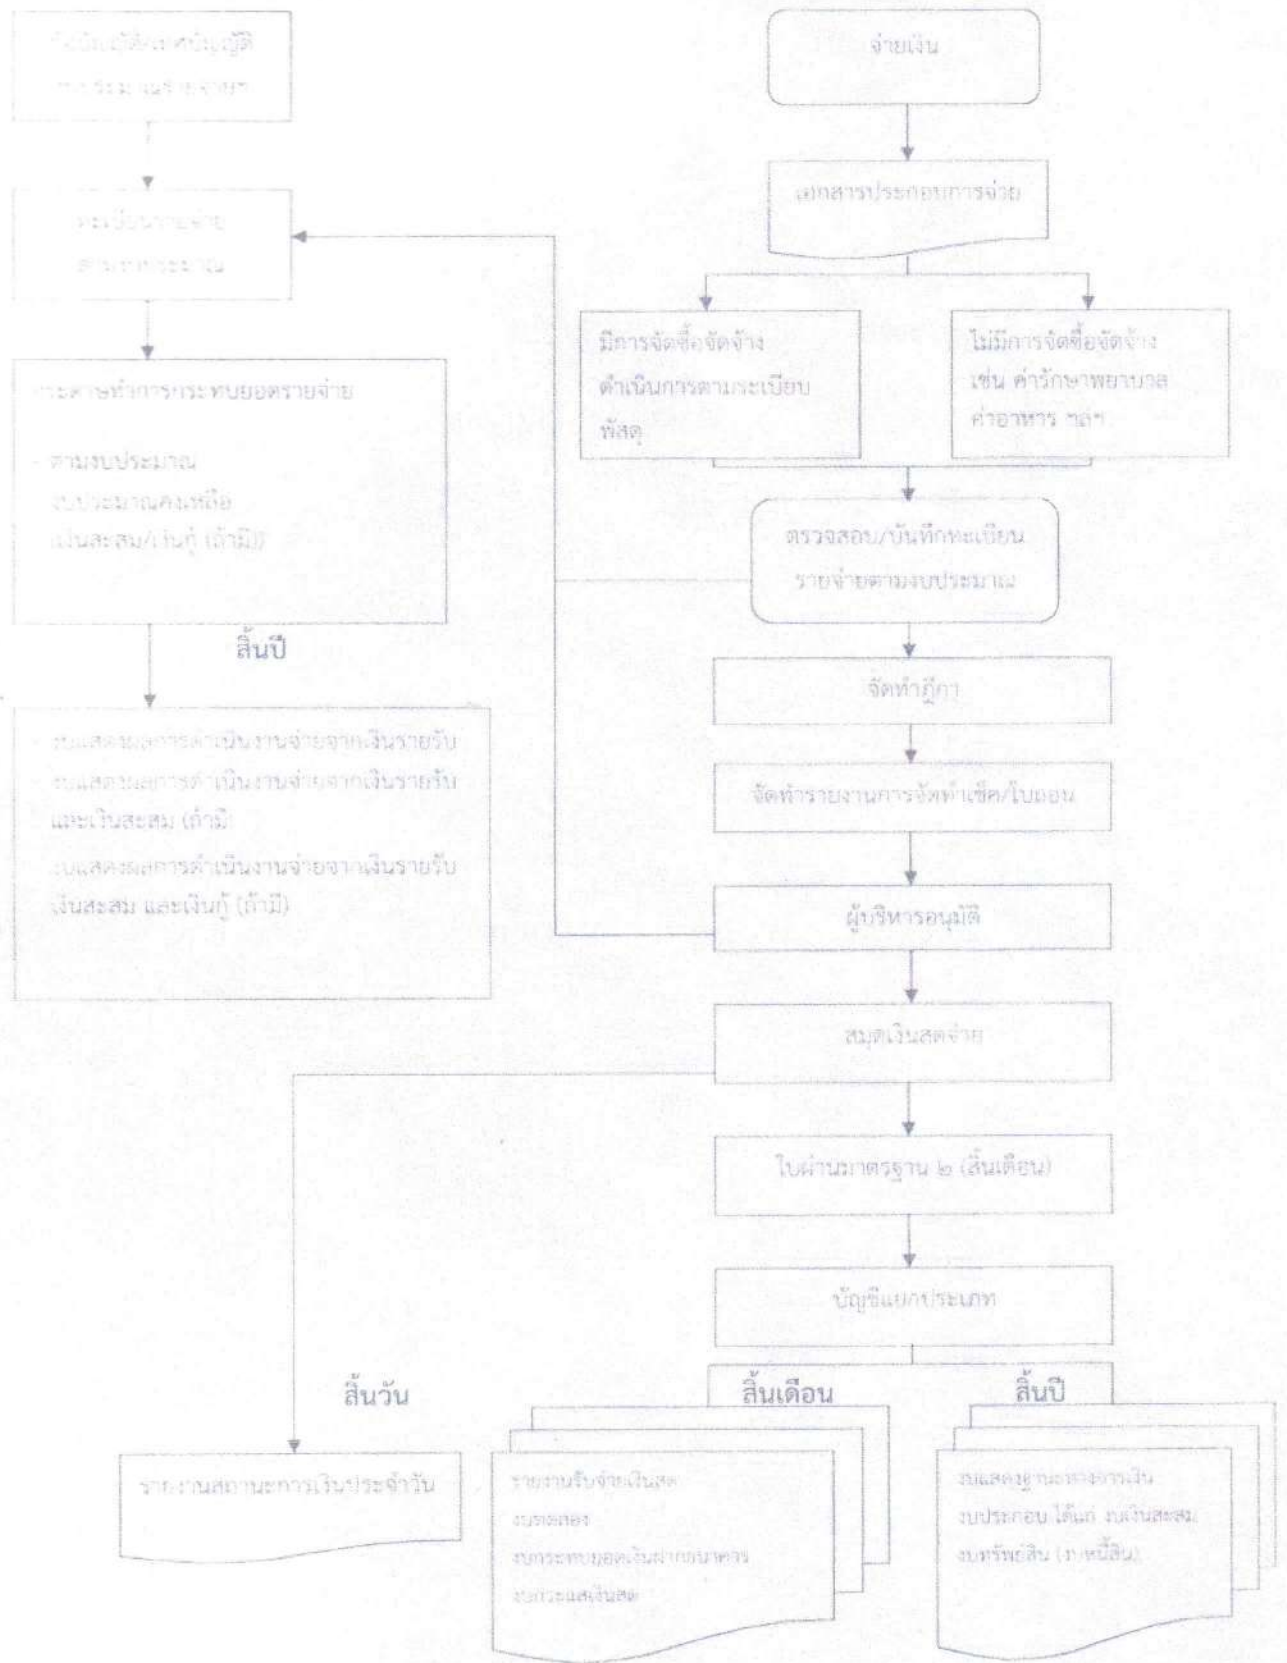 จ่ายเงิน
เอกสารประกอบการจ่าย
ทะเบียนรายจ่าย
ตามงบประมาณ
มีการจัดซื้อจัดจ้าง
ดำเนินการตามระเบียบ
พัสดุ
ไม่มีการจัดซื้อจัดจ้าง
เช่น ค่ารักษาพยาบาล
ค่าอาหาร ฯลฯ
กระดาษทำการกระทบยอดรายจ่าย
- ตามงบประมาณ
งบประมาณคงเหลือ
เงินสะสม/เงินกู้ (ถ้ามี)
ตรวจสอบ/บันทึกทะเบียน
รายจ่ายตามงบประมาณ
สิ้นปี
จัดทำฎีกา
- งบแสดงผลการดำเนินงานจ่ายจากเงินรายรับ
- งบแสดงผลการดำเนินงานจ่ายจากเงินรายรับ
และเงินสะสม (ถ้ามี)
- งบแสดงผลการดำเนินงานจ่ายจากเงินรายรับ
เงินสะสม และเงินกู้ (ถ้ามี)
จัดทำรายงานการจัดทำเช็ค/ใบถอน
ผู้บริหารอนุมัติ
สมุดเงินสดจ่าย
ใบผ่านมาตรฐาน ๒ (สิ้นเดือน)
บัญชีแยกประเภท
สิ้นวัน
สิ้นเดือน
สิ้นปี
รายงานสถานะการเงินประจำวัน
รายงานรับจ่ายเงินสด
งบทดลอง
งบกระทบยอดเงินฝากธนาคาร
งบกระแสเงินสด
งบแสดงฐานะทางการเงิน
งบประกอบ ได้แก่ งบเงินสะสม
งบทรัพย์สิน (งบหนี้สิน)